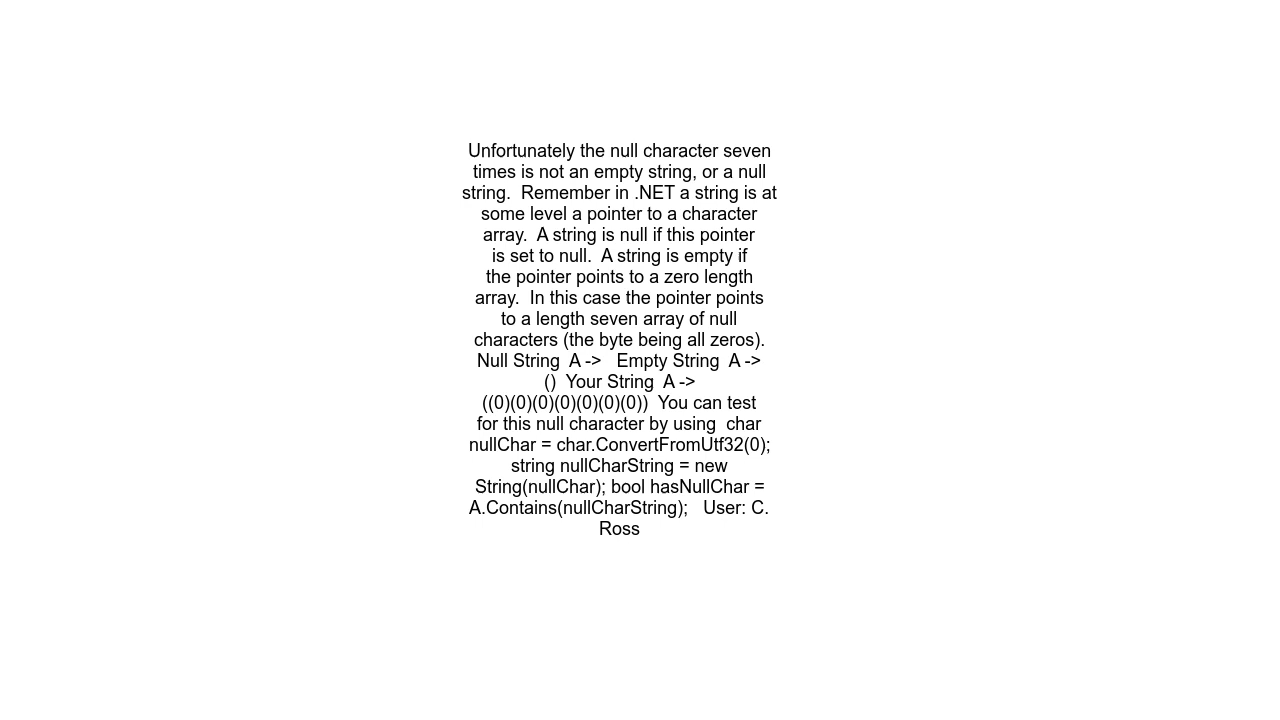 Unfortunately the null character seven
times is not an empty string, or a null
string.  Remember in .NET a string is at
some level a pointer to a character
array.  A string is null if this pointer
is set to null.  A string is empty if
the pointer points to a zero length
array.  In this case the pointer points
to a length seven array of null
characters (the byte being all zeros).
Null String  A ->   Empty String  A ->
()  Your String  A ->
((0)(0)(0)(0)(0)(0)(0))  You can test
for this null character by using  char
nullChar = char.ConvertFromUtf32(0);
string nullCharString = new
String(nullChar); bool hasNullChar =
A.Contains(nullCharString);   User: C.
Ross